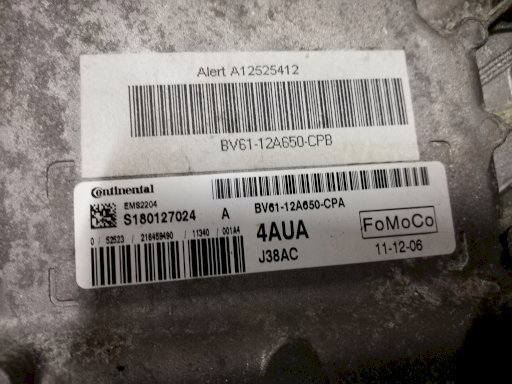 Alert A12525412
BV61-12A650-CPB
Continental
EMS2204
S180127024 A BV61-12A650-CPA
0 / 52523 / 216459490 / 11340 / 001A4
4AUA FoMoCo
J38AC 11-12-06